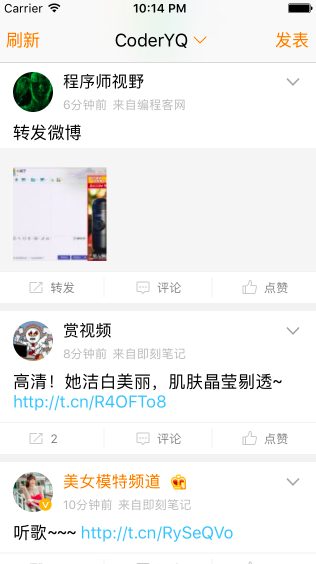 Carrier 10:14 PM
刷新 CoderYQ 发表
程序师视野
6分钟前 来自编程客网
转发微博
转发 评论 点赞
赏视频
8分钟前 来自即刻笔记
高清！她洁白美丽，肌肤晶莹剔透~
http://t.cn/R4OFTo8
2 评论 点赞
美女模特频道
10分钟前 来自即刻笔记
听歌~~~ http://t.cn/RySeQVo